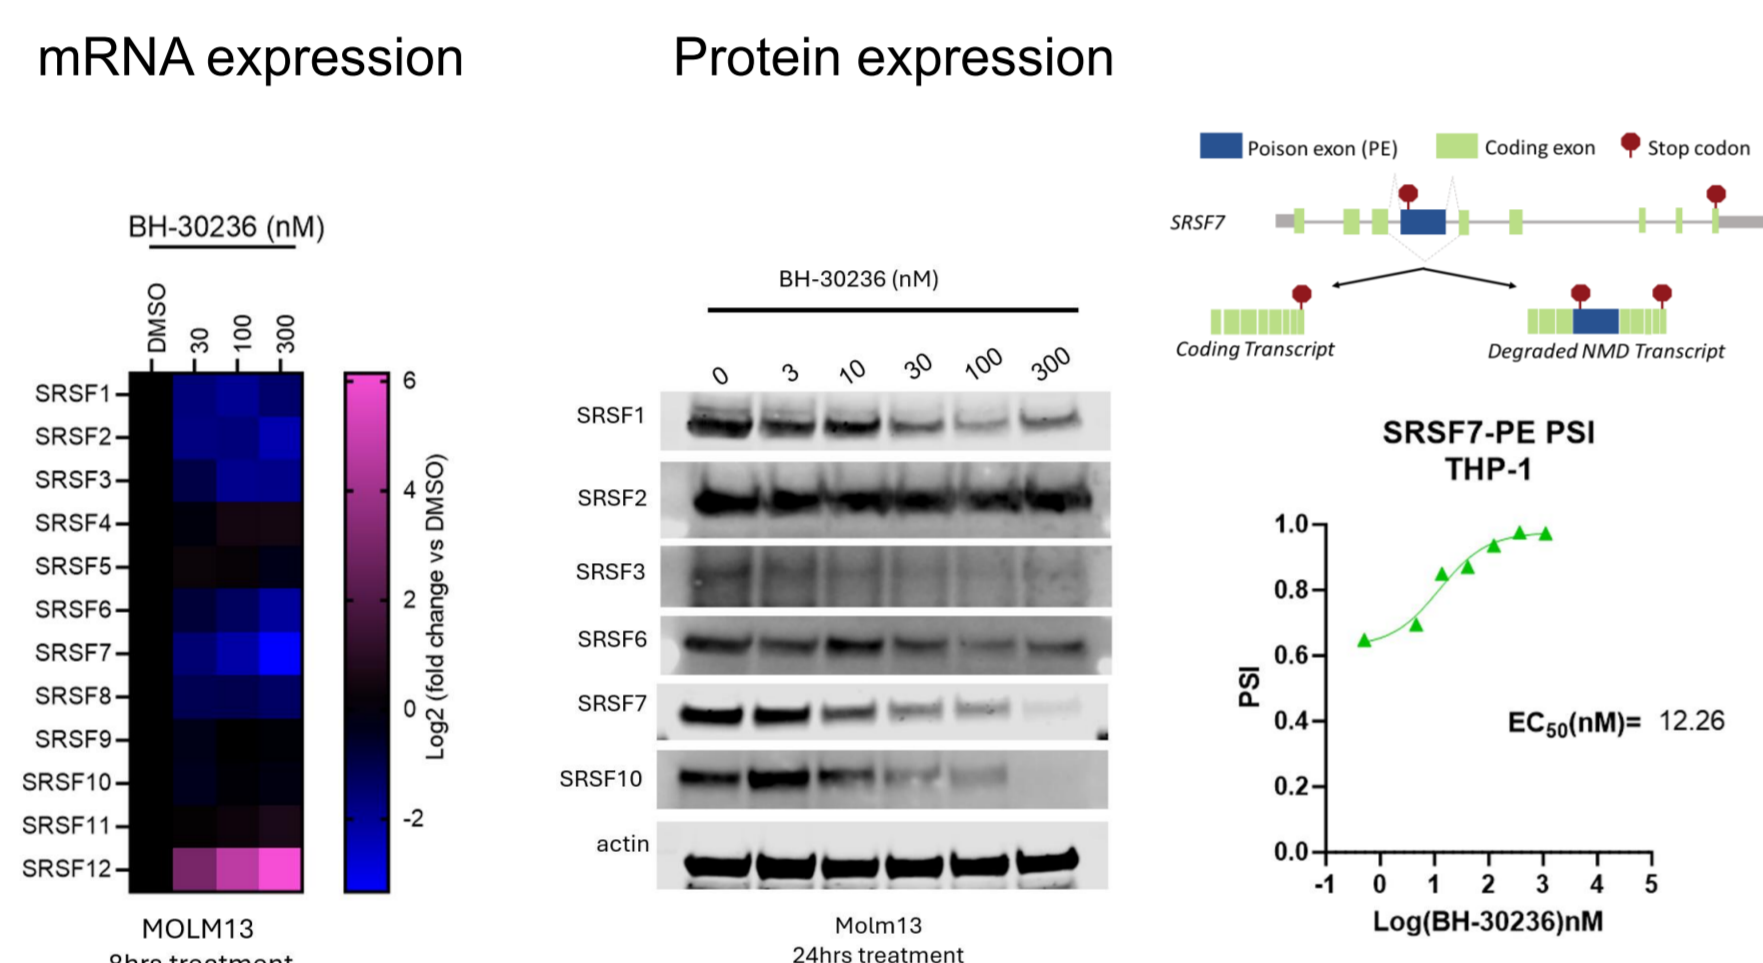 mRNA expression
BH-30236 (nM)
DMSO
30
100
300
SRSF1
SRSF2
SRSF3
SRSF4
SRSF5
SRSF6
SRSF7
SRSF8
SRSF9
SRSF10
SRSF11
SRSF12
6
4
2
0
-2
Log2 (fold change vs DMSO)
MOLM13
8hrs treatment
Protein expression
BH-30236 (nM)
0 3 10 30 100 300
SRSF1
SRSF2
SRSF3
SRSF6
SRSF7
SRSF10
actin
Molm13
24hrs treatment
Poison exon (PE) Coding exon Stop codon
SRSF7
Coding Transcript Degraded NMD Transcript
SRSF7-PE PSI
THP-1
1.0
0.8
0.6
0.4
0.2
0.0
PSI
EC50(nM)= 12.26
-1 0 1 2 3 4 5
Log(BH-30236)nM